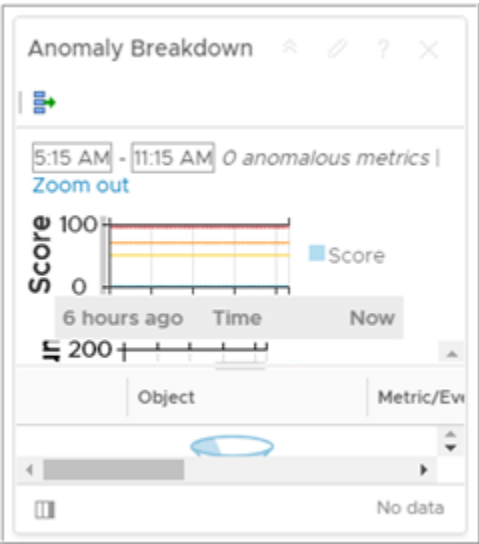 Anomaly Breakdown
?
5:15 AM - 11:15 AM 0 anomalous metrics |
Zoom out
Score
100
0
Score
6 hours ago Time Now
200
Object Metric/Eve
No data